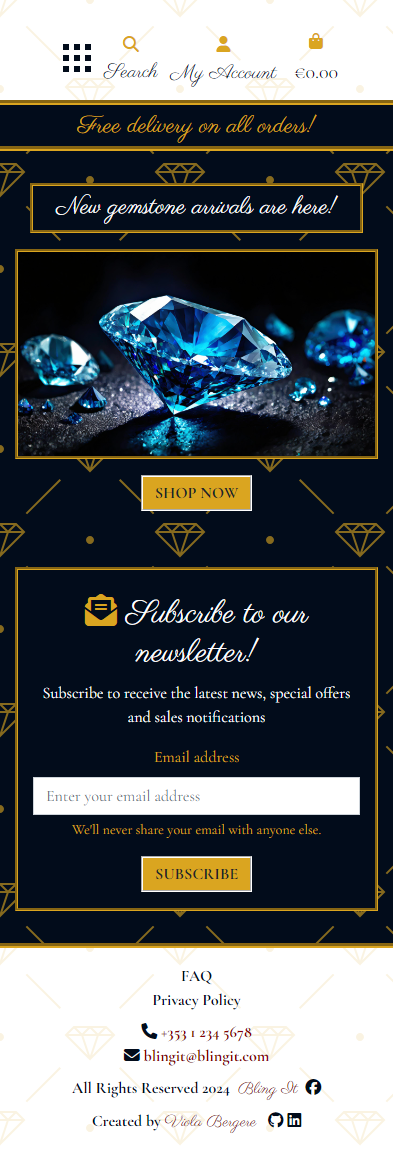 Search My Account €0.00
Free delivery on all orders!
New gemstone arrivals are here!
SHOP NOW
Subscribe to our
newsletter!
Subscribe to receive the latest news, special offers
and sales notifications
Email address
Enter your email address
We'll never share your email with anyone else.
SUBSCRIBE
FAQ
Privacy Policy
+353 1 234 5678
blingit@blingit.com
All Rights Reserved 2024 Bling It
Created by Viola Bergere